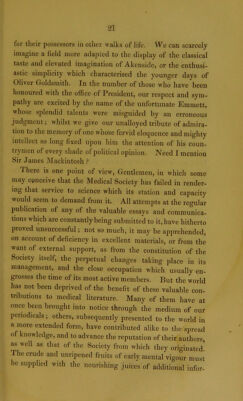 21
for their possessors in other walks of life. We can scarcely
imagine a field more adapted to the display of the classical
taste and elevated imagination of Akenside, or the enthusi-
astic simplicity which characterised the younger days of
Oliver Goldsmith. In the number of those who have been
honoured with the office of President, our respect and sym-
pathy are excited by the name of the unfortunate Emmett,
whose splendid talents were misguided by an erroneous
judgment; whilst we give our unalloyed tribute of admira-
tion to the memory of one whose fervid eloquence and mighty
intellect so long fixed upon him the attention of his coun-
trymen of every shade of political opinion. Need I mention
Sir James Mackintosh?
There is one point of view, Gentlemen, in which some
may conceive that the Medical Society has failed in render-
ing that service to science which its station and capacity
would seem to demand from it. All attempts at the regular
publication of any of the valuable essays and communica-
tions which are constantly being submitted to it, have hitherto
proved unsuccessful; not so much, it may be apprehended,
on account of deficiency in excellent materials, or from the
want of external support, as from the constitution of the
Society itself, the perpetual changes taking place in its
management, and the close occupation which usually en-
grosses the time of its most active members. But the world
has not been deprived of the benefit of these valuable con-
tributions to medical literature. Many of them have at
once been brought into notice through the medium of our
periodicals; others, subsequently presented to the world in
a more extended form, have contributed alike to the spread
of knowledge, and to advance the reputation of their authors,
as well as that of the Society from which they originated.
The crude and unripened fruits of early mental vigour must
be supplied with the nourishing juices of additional infor-